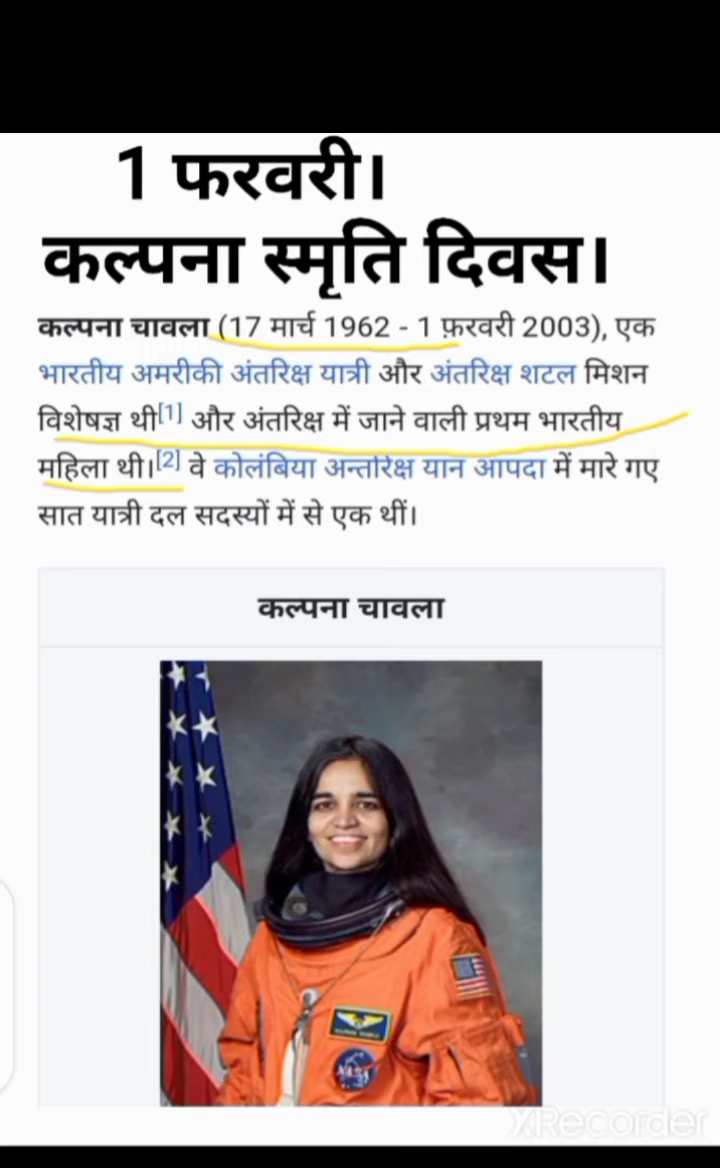 1 फरवरी।
कल्पना स्मृति दिवस।
कल्पना चावला (17 मार्च 1962 - 1 फ़रवरी 2003), एक
भारतीय अमरीकी अंतरिक्ष यात्री और अंतरिक्ष शटल मिशन
विशेषज्ञ थी[1] और अंतरिक्ष में जाने वाली प्रथम भारतीय
महिला थी।[2] वे कोलंबिया अन्तरिक्ष यान आपदा में मारे गए
सात यात्री दल सदस्यों में से एक थीं।
कल्पना चावला
NASA
XRecorder